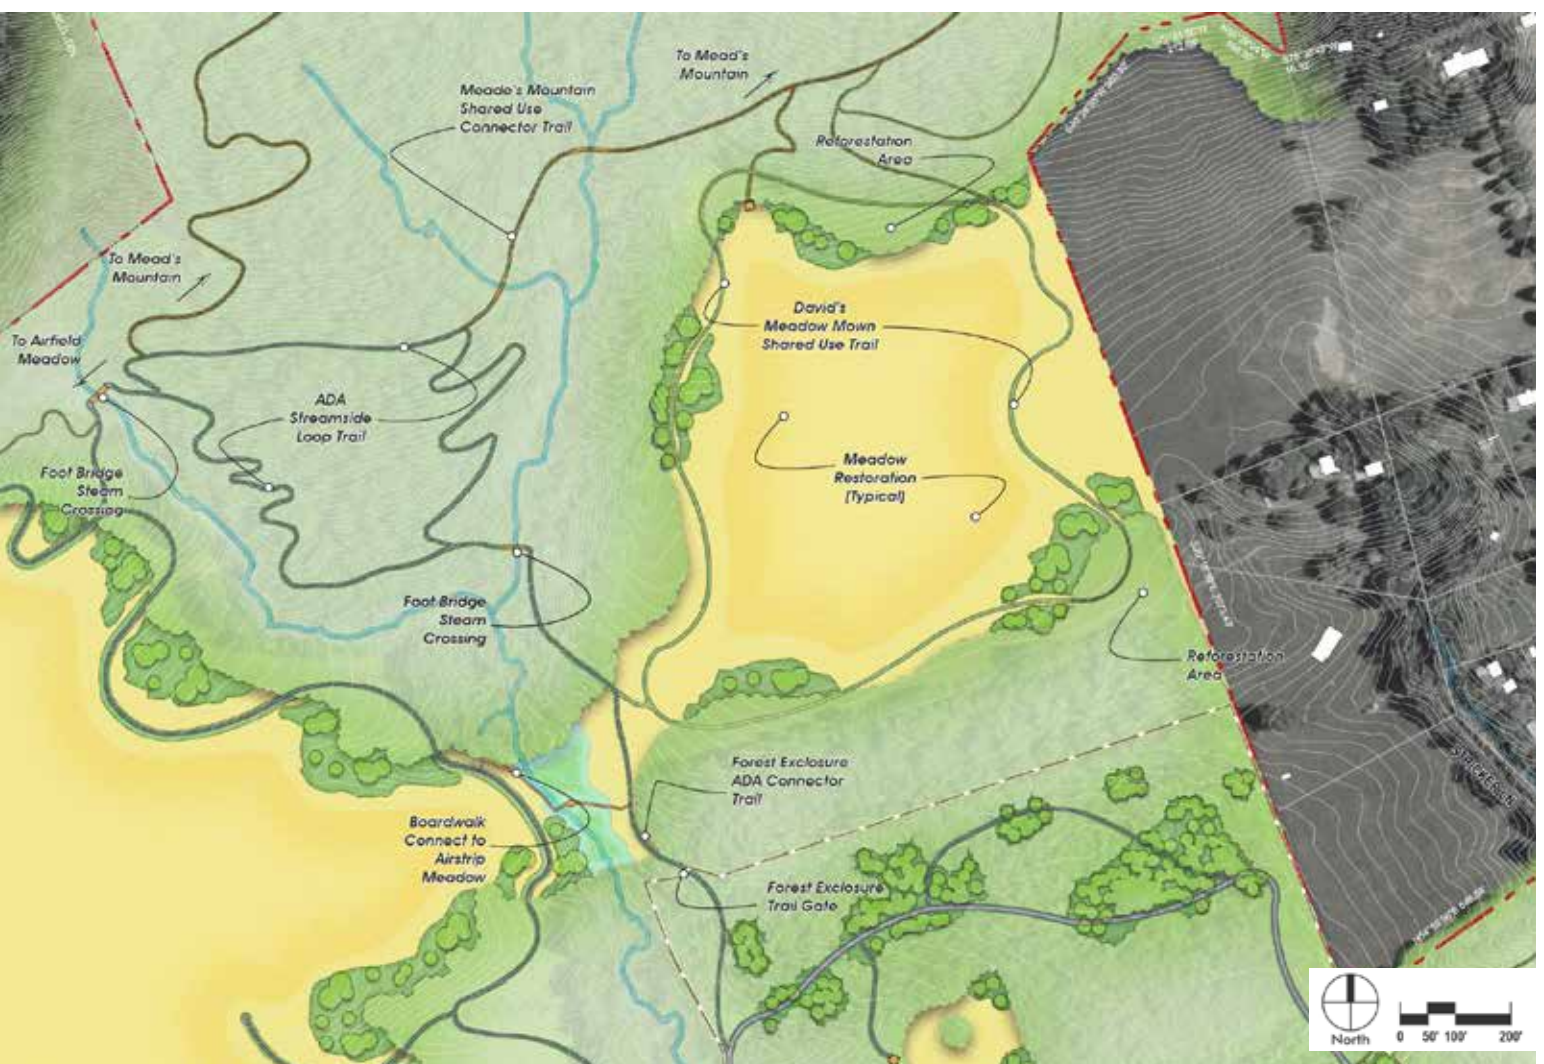 To Mead's
Mountain
Meade's Mountain
Shared Use
Connector Trail
Reforestation
Area
To Mead's
Mountain
To Airfield
Meadow
David's
Meadow Mown
Shared Use Trail
ADA
Streamside
Loop Trail
Meadow
Restoration
(Typical)
Foot Bridge
Steam
Crossing
Foot Bridge
Steam
Crossing
Reforestation
Area
Forest Exclosure
ADA Connector
Trail
Boardwalk
Connect to
Airstrip
Meadow
Forest Exclosure
Trail Gate
North
0 50' 100' 200'